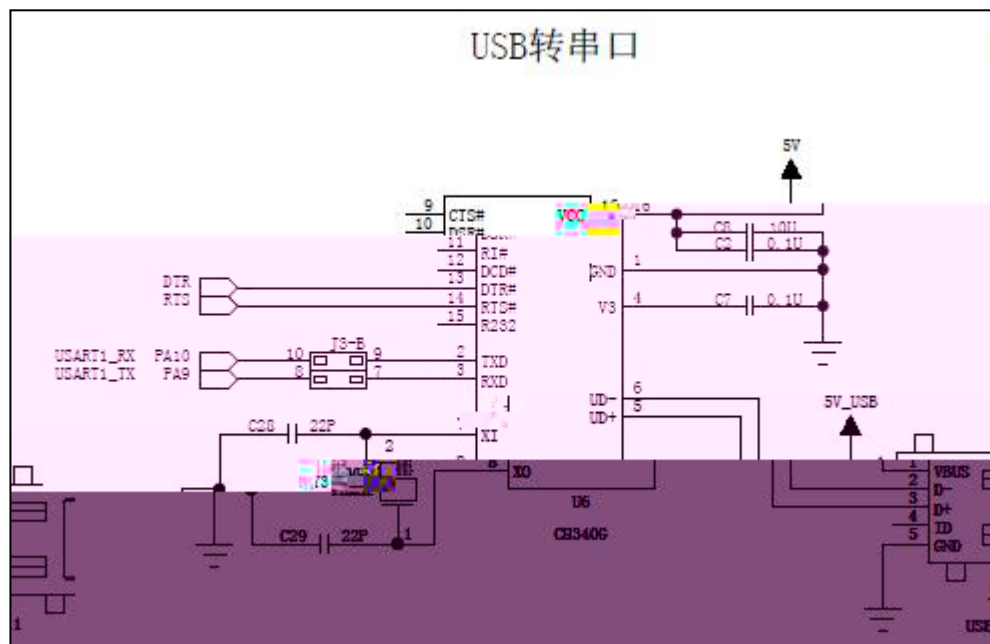 USB转串口
5V
9 CTS#
10 DSR#
VCC
C8 10U
C2 0.1U
11 RI#
12 DCD#
GND 1
DTR 13 DTR#
RTS 14 RTS#
V3 4 C7 0.1U
15 R232
J3-B
USART1_RX PA10 10 9 2 TXD
USART1_TX PA9 8 7 3 RXD
UD- 6
UD+ 5
5V_USB
C28 22P
XI
2
1 VBUS
8 XO
2 D-
U6
3 D+
4 ID
C29 22P 1
CH340G
5 GND
1
USB